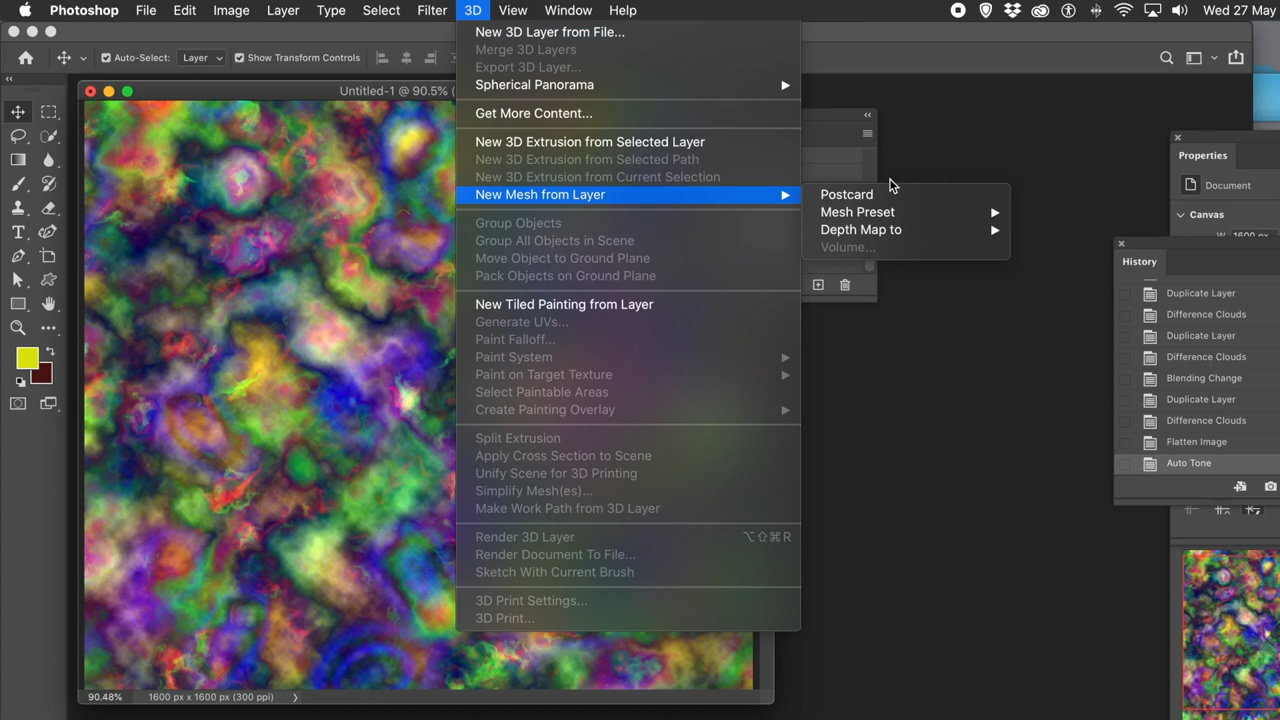 Photoshop File Edit Image Layer Type Select Filter 3D View Window Help Wed 27 May
Auto-Select: Layer Show Transform Controls
Untitled-1 @ 90.5% (
New 3D Layer from File...
Merge 3D Layers
Export 3D Layer...
Spherical Panorama
Get More Content...
New 3D Extrusion from Selected Layer
New 3D Extrusion from Selected Path
New 3D Extrusion from Current Selection
New Mesh from Layer
Group Objects
Group All Objects in Scene
Move Object to Ground Plane
Pack Objects on Ground Plane
New Tiled Painting from Layer
Generate UVs...
Paint Falloff...
Paint System
Paint on Target Texture
Select Paintable Areas
Create Painting Overlay
Split Extrusion
Apply Cross Section to Scene
Unify Scene for 3D Printing
Simplify Mesh(es)...
Make Work Path from 3D Layer
Render 3D Layer ⌥⇧⌘R
Render Document To File...
Sketch With Current Brush
3D Print Settings...
3D Print...
Postcard
Mesh Preset
Depth Map to
Volume...
Properties
Document
Canvas
W 1600 px
History
Duplicate Layer
Difference Clouds
Duplicate Layer
Difference Clouds
Blending Change
Duplicate Layer
Difference Clouds
Flatten Image
Auto Tone
90.48% 1600 px x 1600 px (300 ppi)